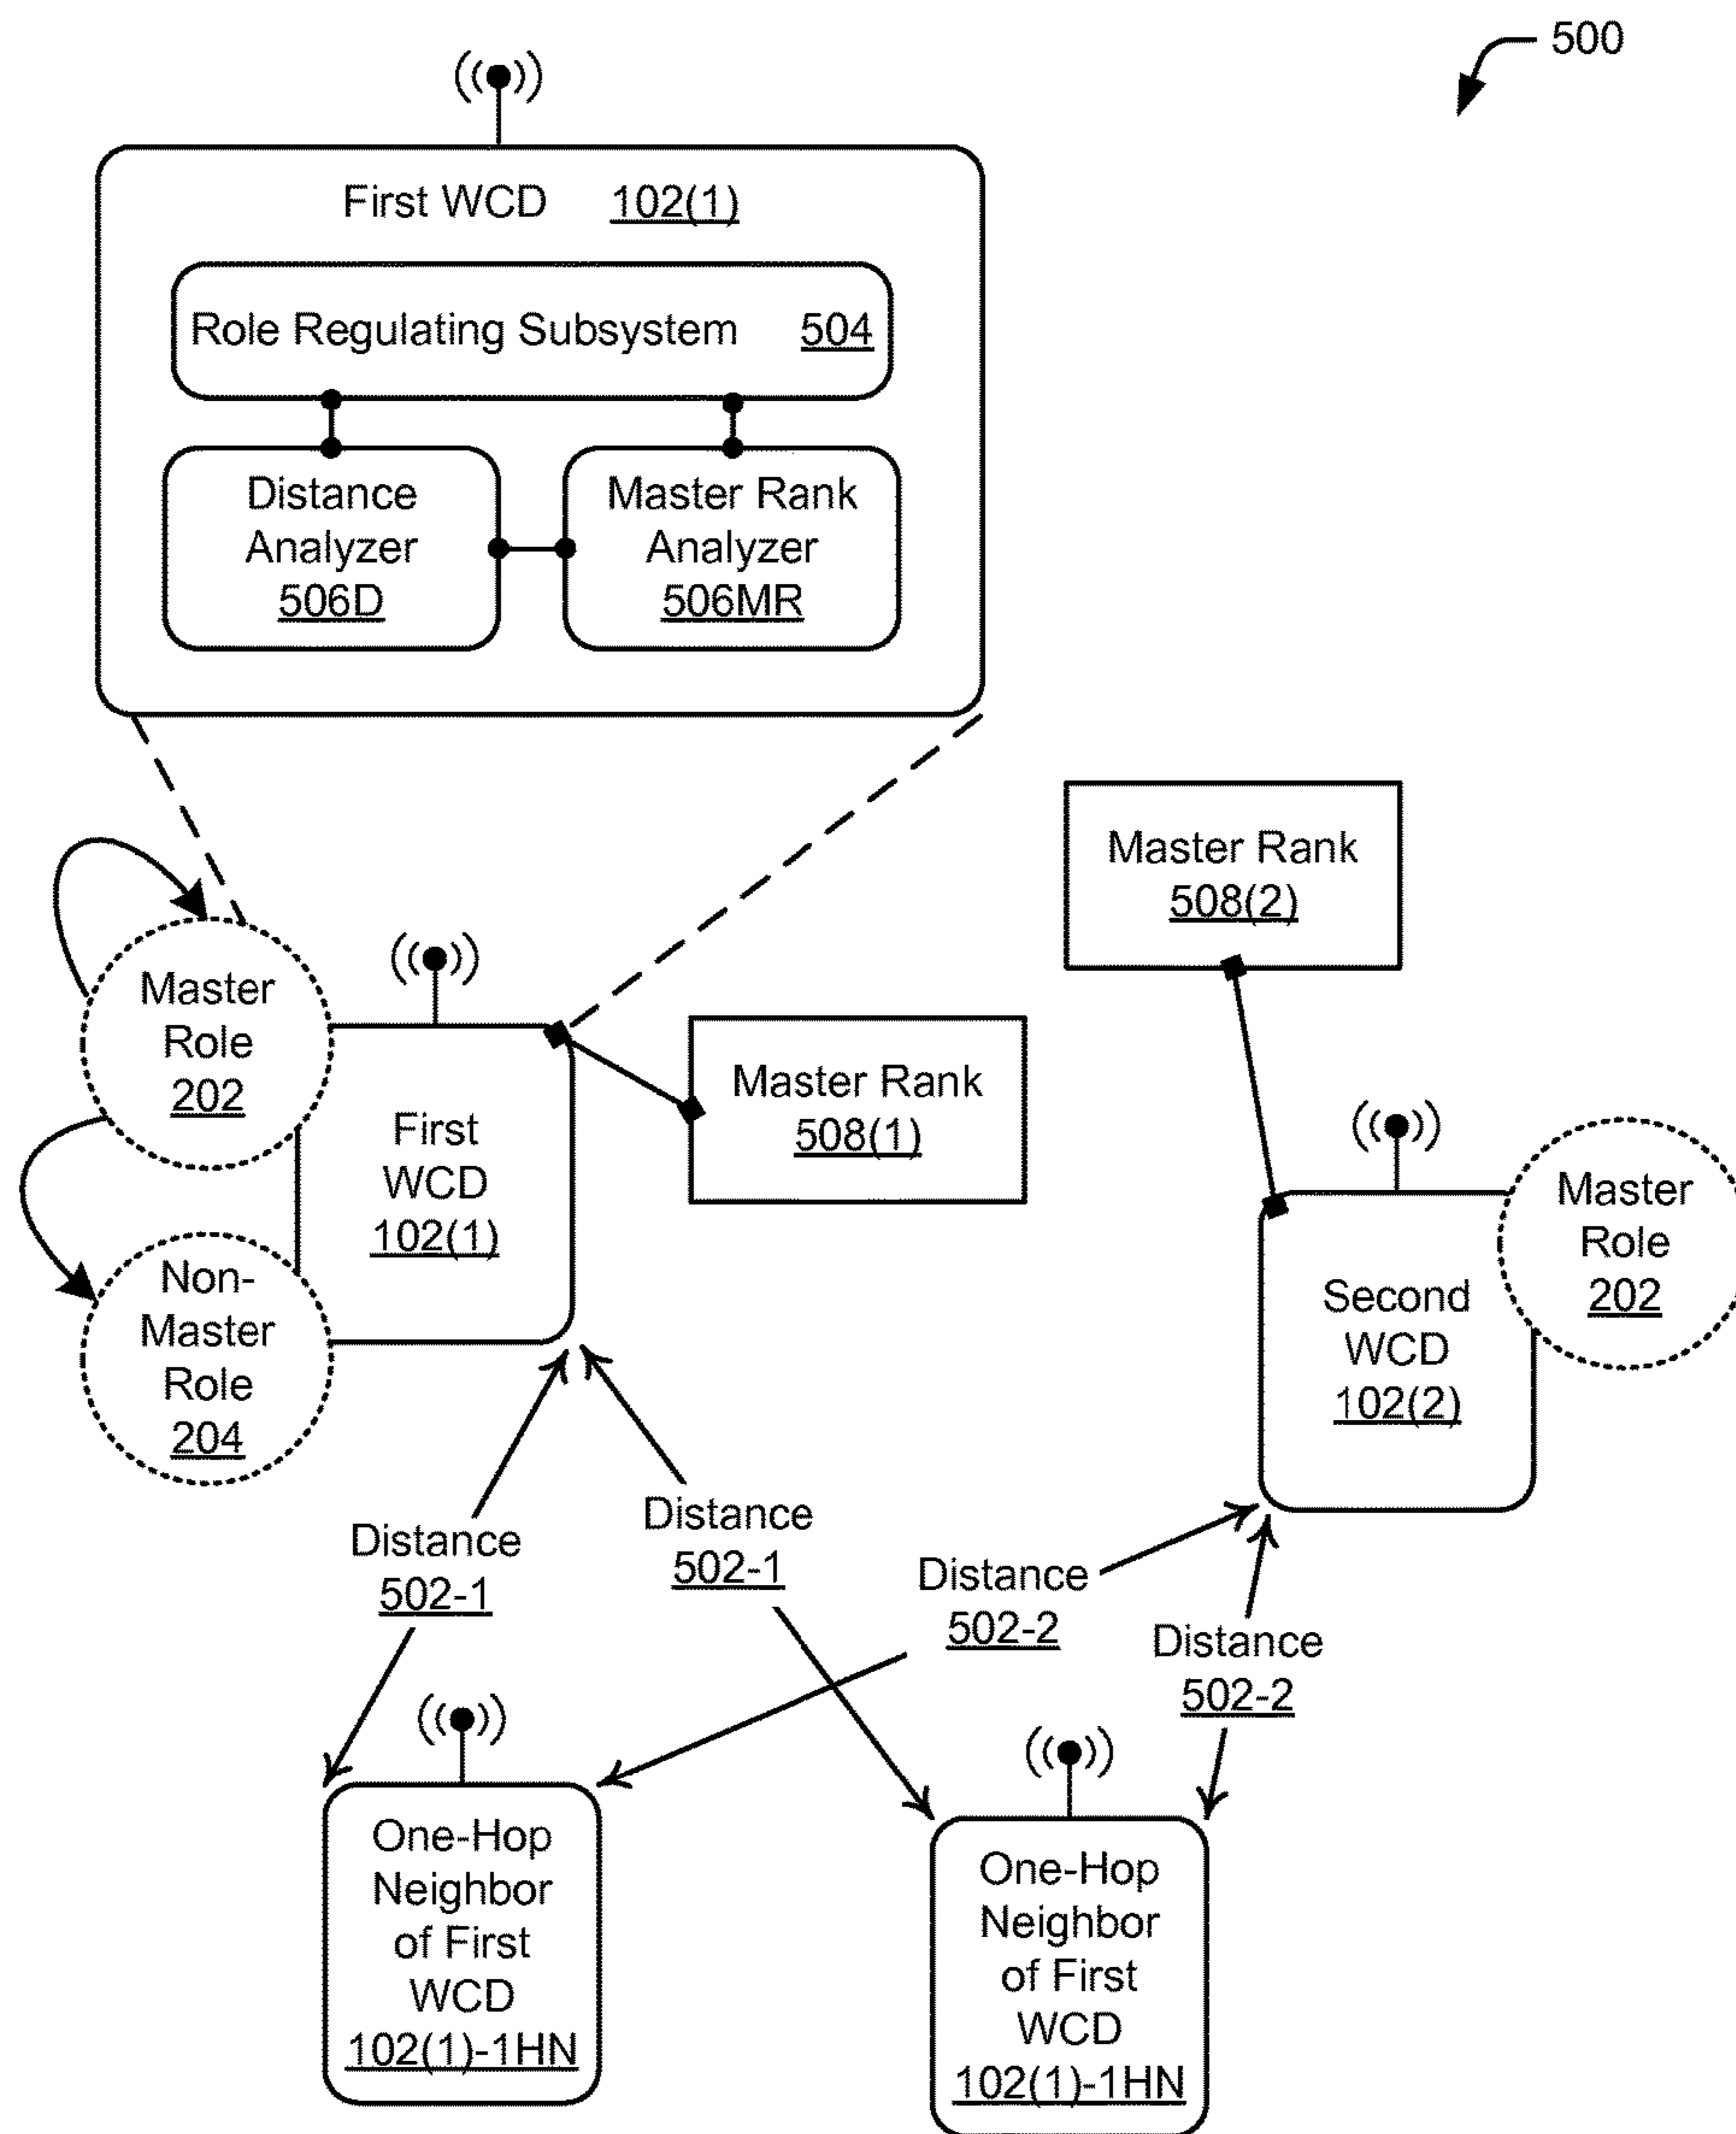 500
First WCD 102(1)
Role Regulating Subsystem 504
Distance
Analyzer
506D
Master Rank
Analyzer
506MR
Master Rank
508(2)
Master
Role
202
Master Rank
508(1)
First
WCD
102(1)
Master
Role
202
Non-
Master
Role
204
Second
WCD
102(2)
Distance
502-1
Distance
502-1
Distance
502-2
Distance
502-2
One-Hop
Neighbor
of First
WCD
102(1)-1HN
One-Hop
Neighbor
of First
WCD
102(1)-1HN